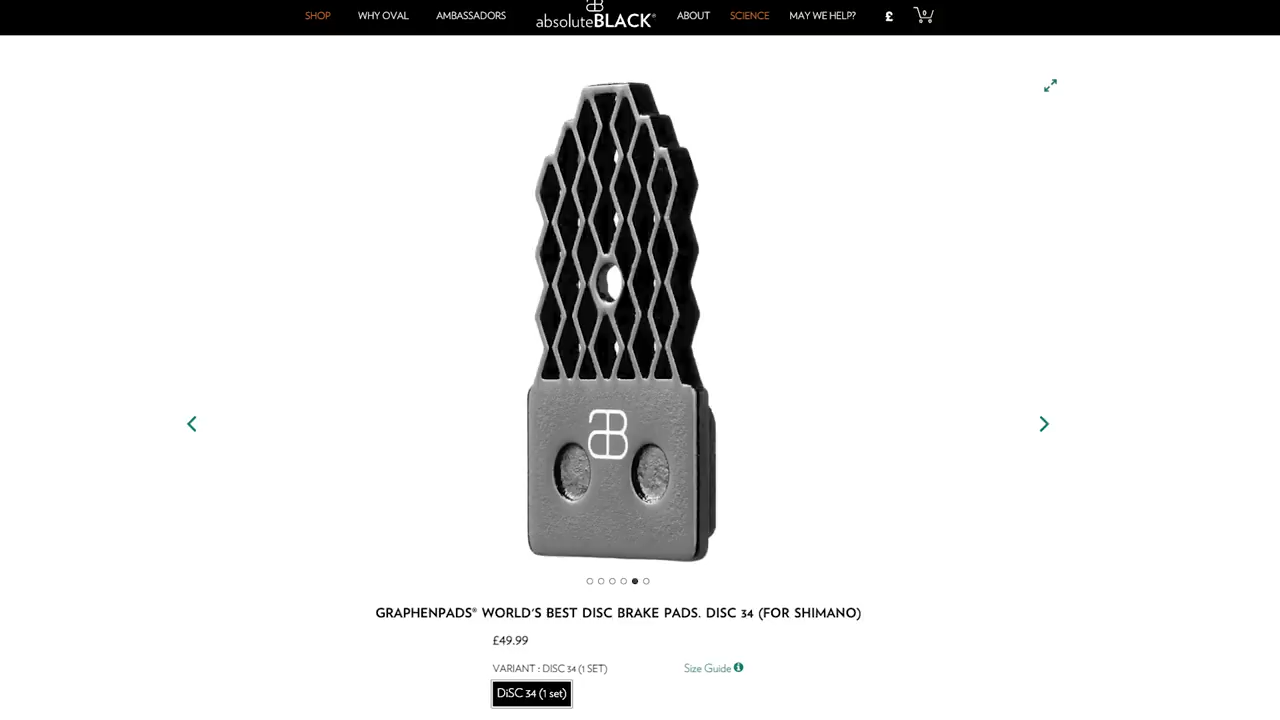 SHOP WHY OVAL AMBASSADORS absoluteBLACK® ABOUT SCIENCE MAY WE HELP? £ 0
GRAPHENPADS® WORLD'S BEST DISC BRAKE PADS. DISC 34 (FOR SHIMANO)
£49.99
VARIANT : DISC 34 (1 SET) Size Guide
DiSC 34 (1 set)